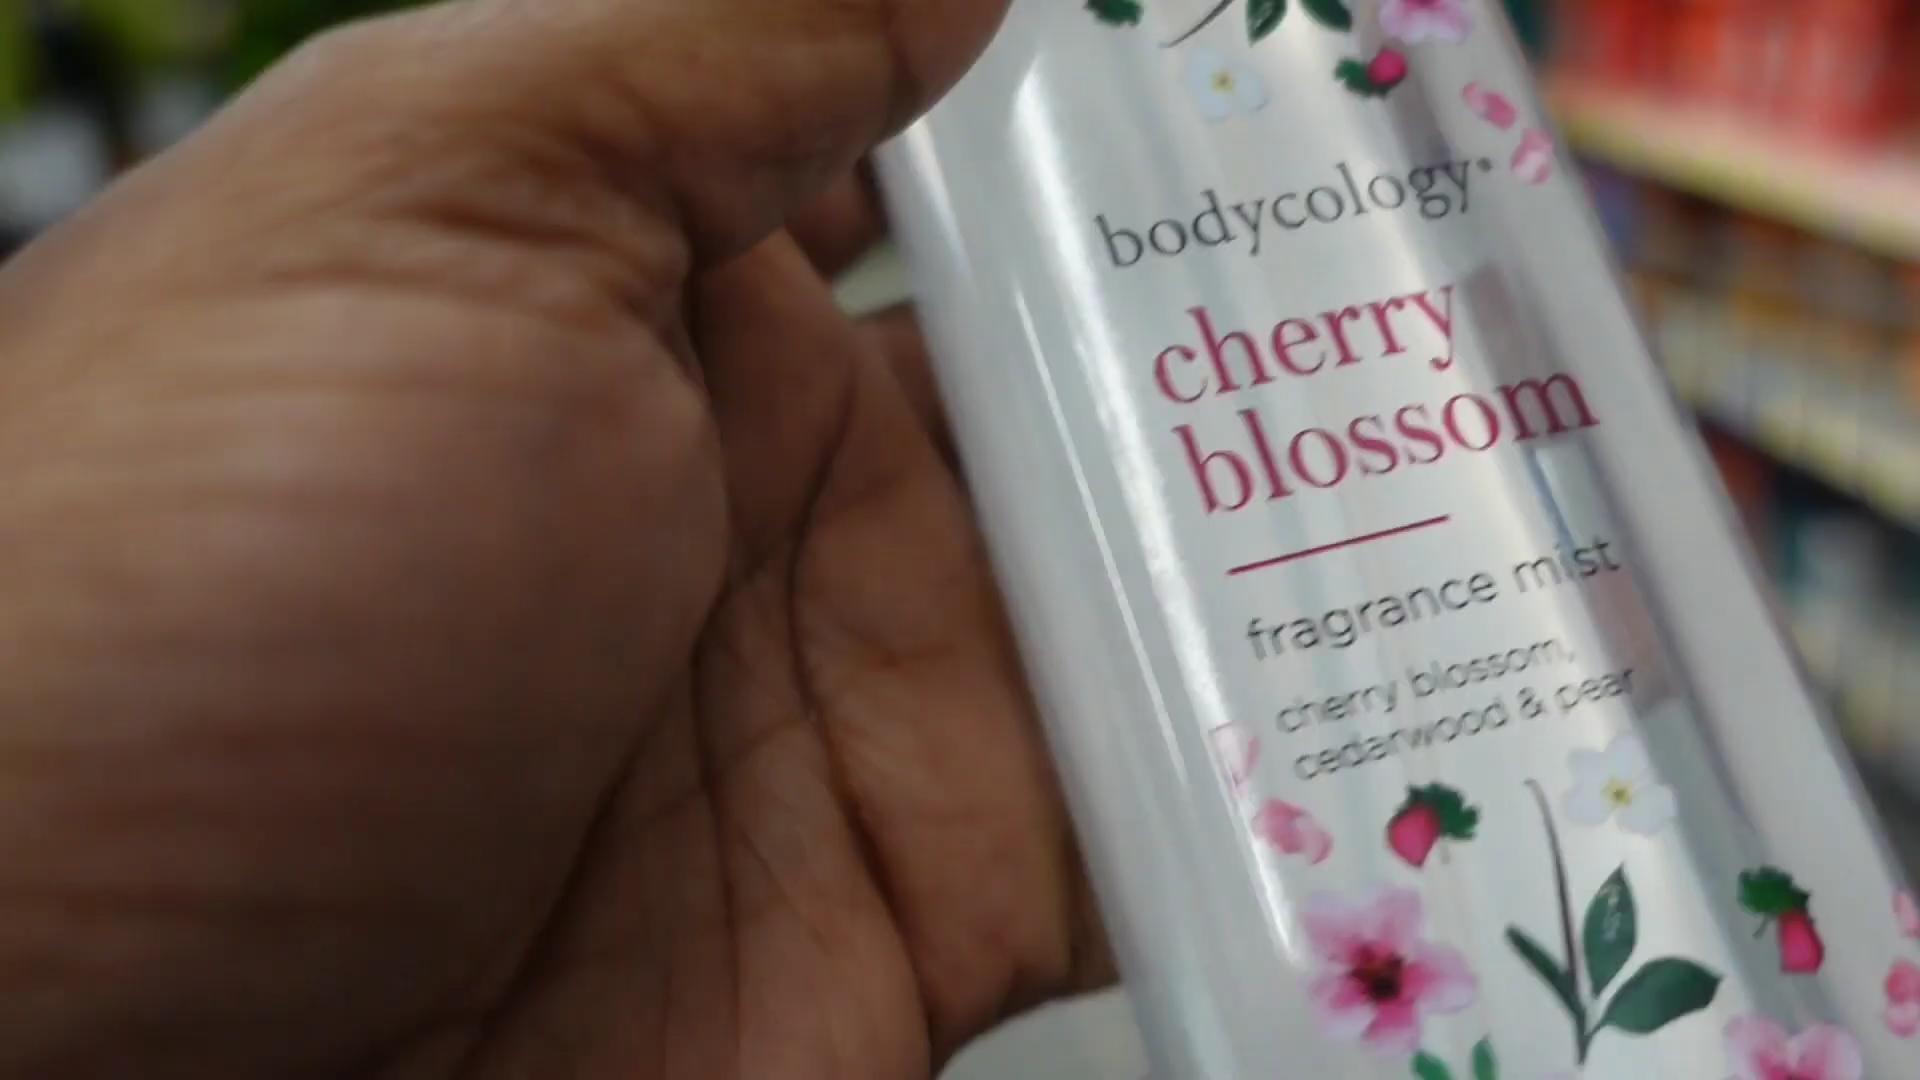 bodycology
cherry
blossom
fragrance mist
cherry blossom,
cedarwood & pear